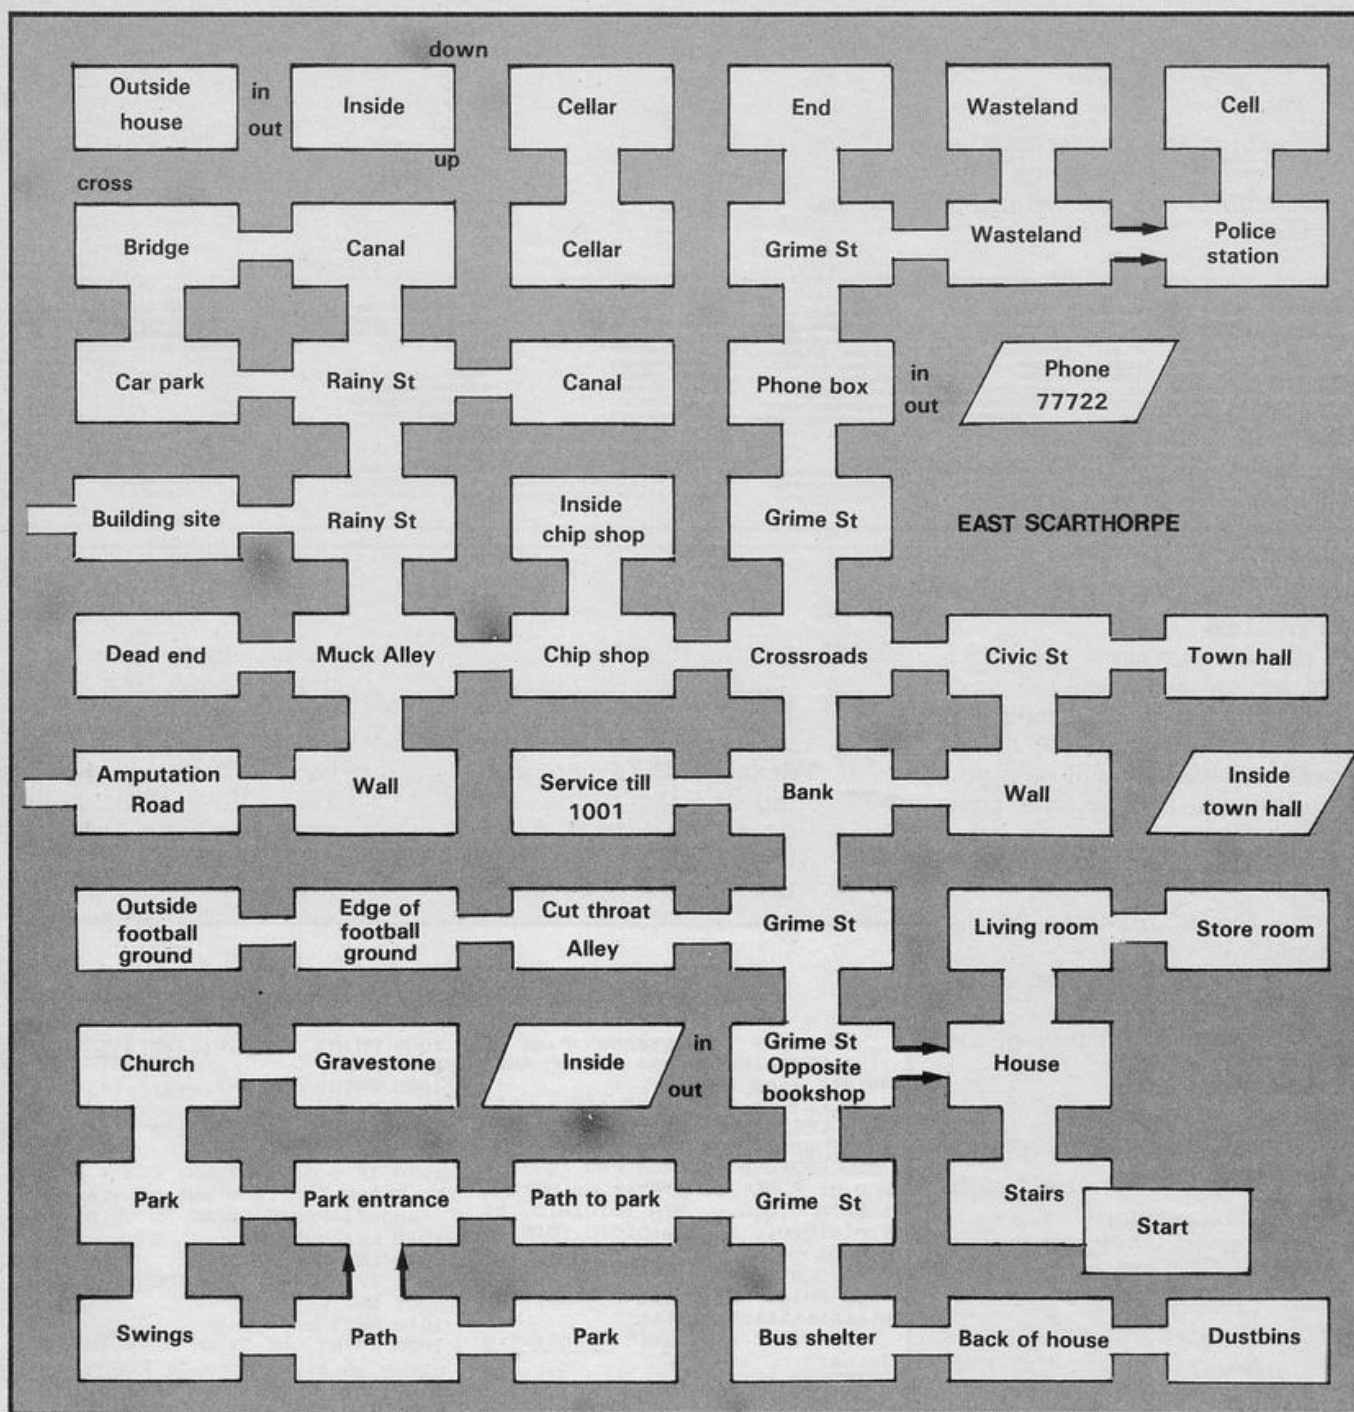 down
Outside
house
in
out
Inside
Cellar
End
Wasteland
Cell
up
cross
Bridge
Canal
Cellar
Grime St
Wasteland
Police
station
Car park
Rainy St
Canal
Phone box
in
out
Phone
77722
Building site
Rainy St
Inside
chip shop
Grime St
EAST SCARTHORPE
Dead end
Muck Alley
Chip shop
Crossroads
Civic St
Town hall
Amputation
Road
Wall
Service till
1001
Bank
Wall
Inside
town hall
Outside
football
ground
Edge of
football
ground
Cut throat
Alley
Grime St
Living room
Store room
Church
Gravestone
Inside
in
out
Grime St
Opposite
bookshop
House
Park
Park entrance
Path to park
Grime St
Stairs
Start
Swings
Path
Park
Bus shelter
Back of house
Dustbins